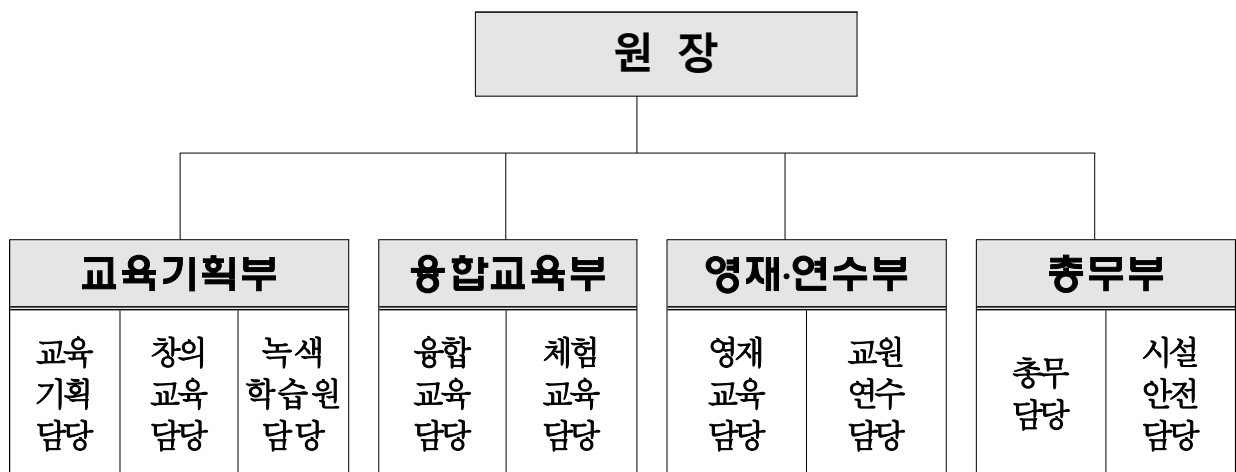 원 장
교육기획부
교육
기획
담당
창의
교육
담당
녹색
학습원
담당
융합교육부
융합
교육
담당
체험
교육
담당
영재·연수부
영재
교육
담당
교원
연수
담당
총무부
총무
담당
시설
안전
담당